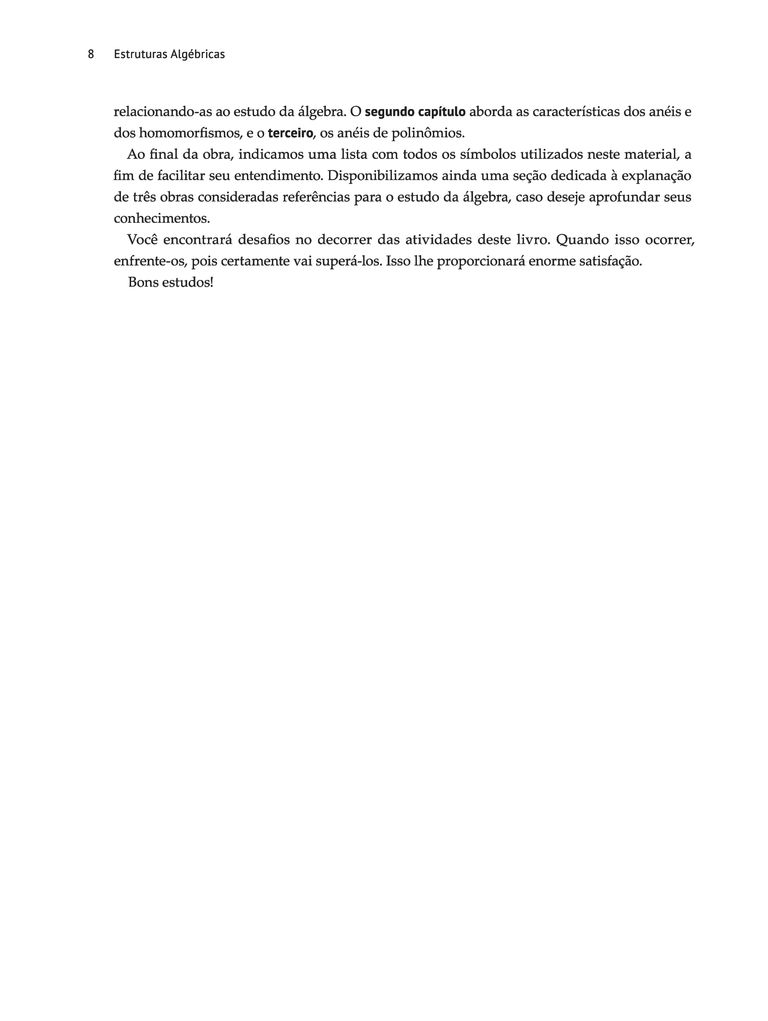 8 Estruturas Algébricas
relacionando-as ao estudo da álgebra. O segundo capítulo aborda as características dos anéis e
dos homomorfismos, e o terceiro, os anéis de polinômios.
Ao final da obra, indicamos uma lista com todos os símbolos utilizados neste material, a
fim de facilitar seu entendimento. Disponibilizamos ainda uma seção dedicada à explanação
de três obras consideradas referências para o estudo da álgebra, caso deseje aprofundar seus
conhecimentos.
Você encontrará desafios no decorrer das atividades deste livro. Quando isso ocorrer,
enfrente-os, pois certamente vai superá-los. Isso lhe proporcionará enorme satisfação.
Bons estudos!